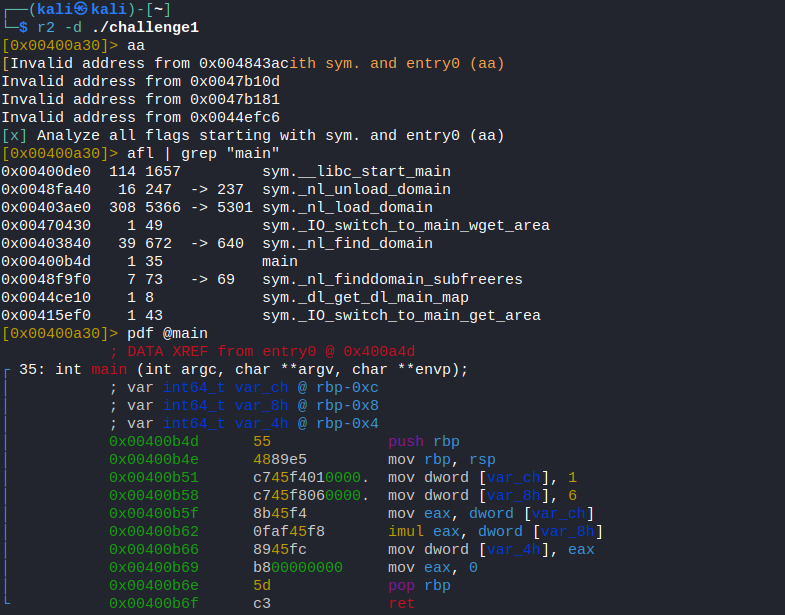 ┌──(kali㉿kali)-[~]
└─$ r2 -d ./challenge1
[0x00400a30]> aa
[Invalid address from 0x004843acith sym. and entry0 (aa)
Invalid address from 0x0047b10d
Invalid address from 0x0047b181
Invalid address from 0x0044efc6
[x] Analyze all flags starting with sym. and entry0 (aa)
[0x00400a30]> afl | grep "main"
0x00400de0  114 1657         sym.__libc_start_main
0x0048fa40   16 247  -> 237  sym._nl_unload_domain
0x00403ae0  308 5366 -> 5301 sym._nl_load_domain
0x00470430    1 49           sym._IO_switch_to_main_wget_area
0x00403840   39 672  -> 640  sym._nl_find_domain
0x00400b4d    1 35           main
0x0048f9f0    7 73   -> 69   sym._nl_finddomain_subfreeres
0x0044ce10    1 8            sym._dl_get_dl_main_map
0x00415ef0    1 43           sym._IO_switch_to_main_get_area
[0x00400a30]> pdf @main
            ; DATA XREF from entry0 @ 0x400a4d
┌ 35: int main (int argc, char **argv, char **envp);
│           ; var int64_t var_ch @ rbp-0xc
│           ; var int64_t var_8h @ rbp-0x8
│           ; var int64_t var_4h @ rbp-0x4
│           0x00400b4d      55             push rbp
│           0x00400b4e      4889e5         mov rbp, rsp
│           0x00400b51      c745f4010000.  mov dword [var_ch], 1
│           0x00400b58      c745f8060000.  mov dword [var_8h], 6
│           0x00400b5f      8b45f4         mov eax, dword [var_ch]
│           0x00400b62      0faf45f8       imul eax, dword [var_8h]
│           0x00400b66      8945fc         mov dword [var_4h], eax
│           0x00400b69      b800000000     mov eax, 0
│           0x00400b6e      5d             pop rbp
└           0x00400b6f      c3             ret